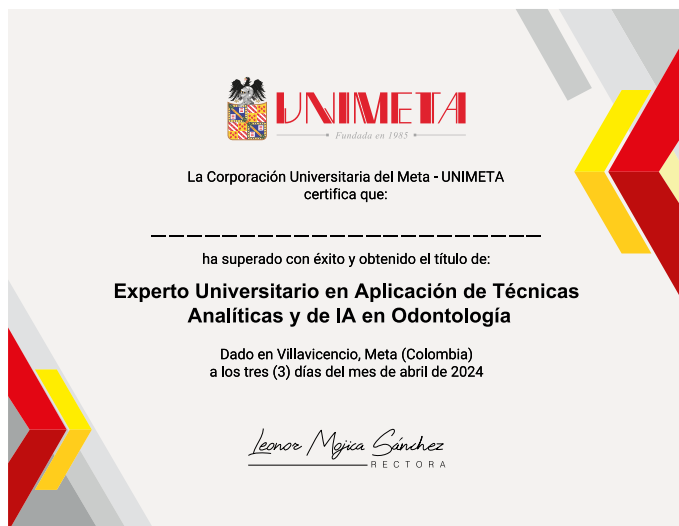 UNIMETA
Fundada en 1985
La Corporación Universitaria del Meta - UNIMETA
certifica que:
ha superado con éxito y obtenido el título de:
Experto Universitario en Aplicación de Técnicas
Analíticas y de IA en Odontología
Dado en Villavicencio, Meta (Colombia)
a los tres (3) días del mes de abril de 2024
Leonor Mojica Sánchez
RECTORA